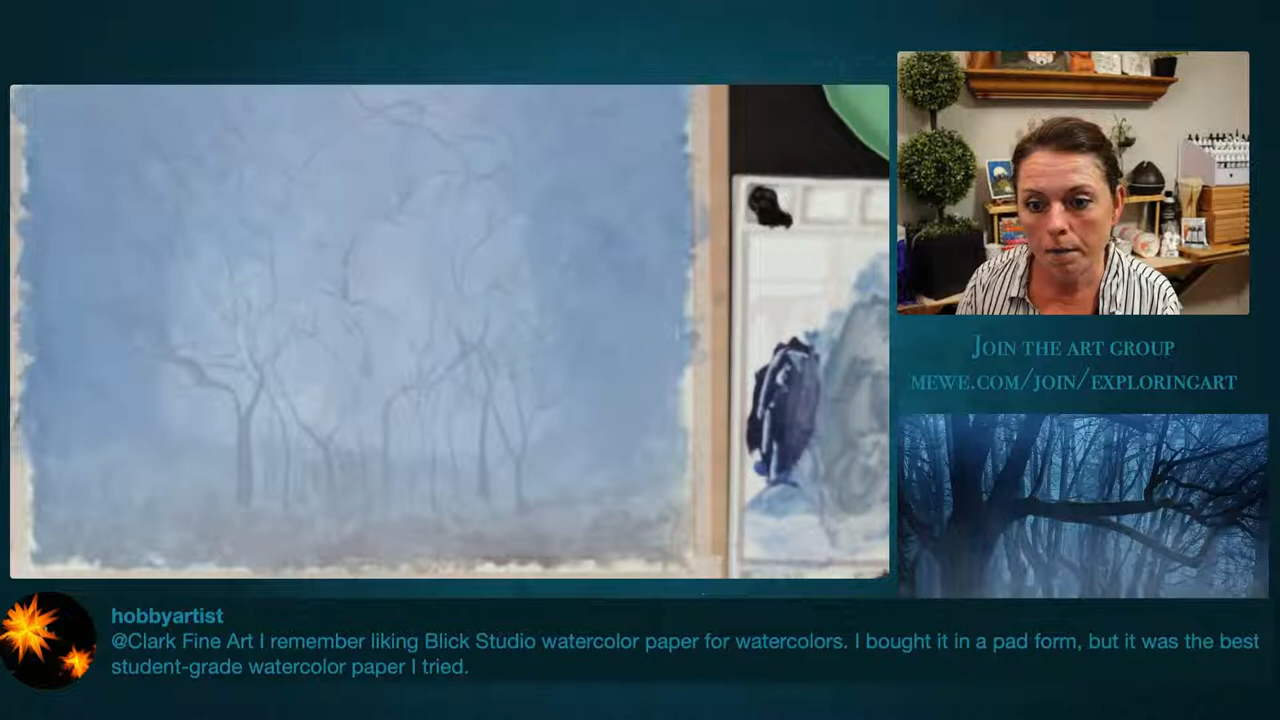 JOIN THE ART GROUP
MEWE.COM/JOIN/EXPLORINGART
hobbyartist
@Clark Fine Art I remember liking Blick Studio watercolor paper for watercolors. I bought it in a pad form, but it was the best
student-grade watercolor paper I tried.